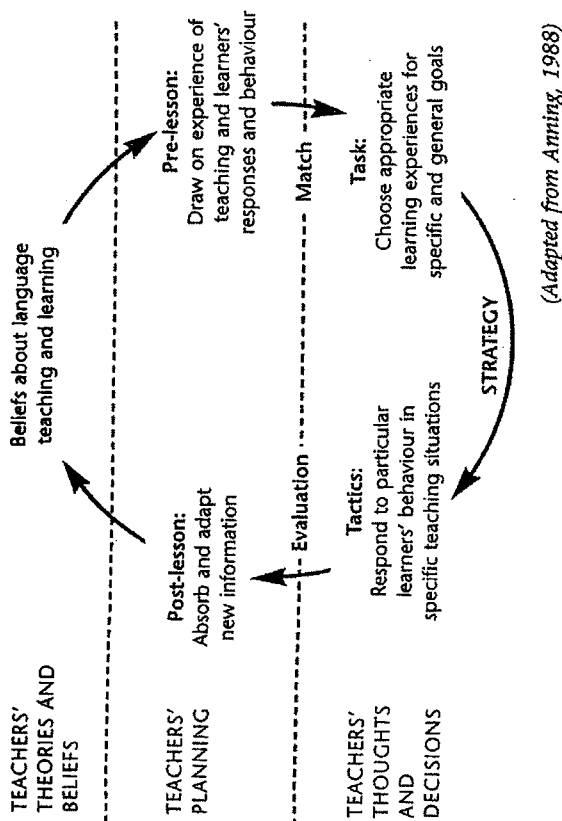 TEACHERS'
THEORIES AND
BELIEFS
Beliefs about language
teaching and learning
TEACHERS'
PLANNING
Post-lesson:
Absorb and adapt
new information
Pre-lesson:
Draw on experience of
teaching and learners'
responses and behaviour
Evaluation
Match
TEACHERS'
THOUGHTS
AND
DECISIONS
Tactics:
Respond to particular
learners' behaviour in
specific teaching situations
Task:
Choose appropriate
learning experiences for
specific and general goals
STRATEGY
(Adapted from Anning, 1988)